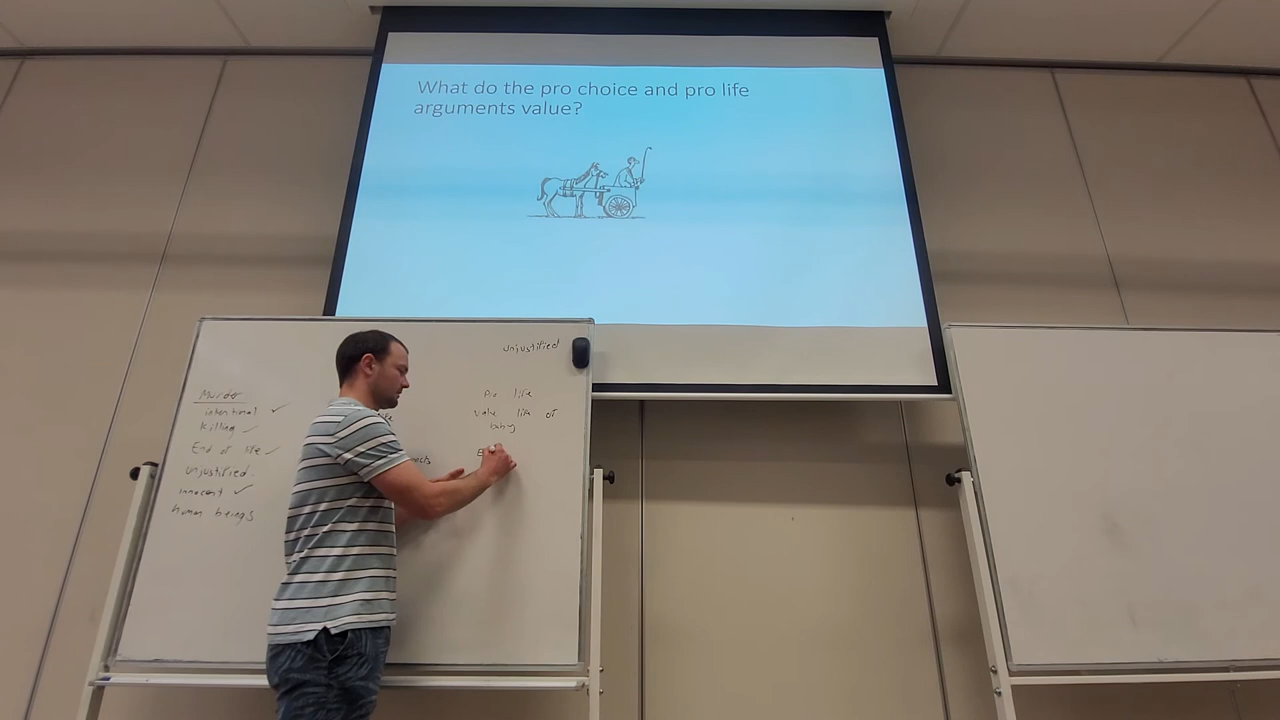 What do the pro choice and pro life
arguments value?
unjustified
Murder
intentional ✓
killing ✓
End of life ✓
unjustified.
innocent ✓
human beings
Pro life
value life of
baby